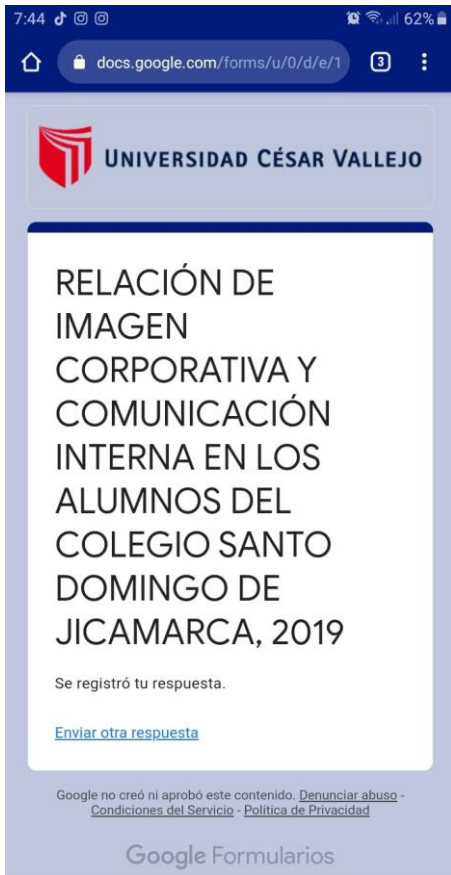 7:44
62%
docs.google.com/forms/u/0/d/e/1
3
UNIVERSIDAD CÉSAR VALLEJO
RELACIÓN DE
IMAGEN
CORPORATIVA Y
COMUNICACIÓN
INTERNA EN LOS
ALUMNOS DEL
COLEGIO SANTO
DOMINGO DE
JICAMARCA, 2019
Se registró tu respuesta.
Enviar otra respuesta
Google no creó ni aprobó este contenido. Denunciar abuso -
Condiciones del Servicio - Política de Privacidad
Google Formularios